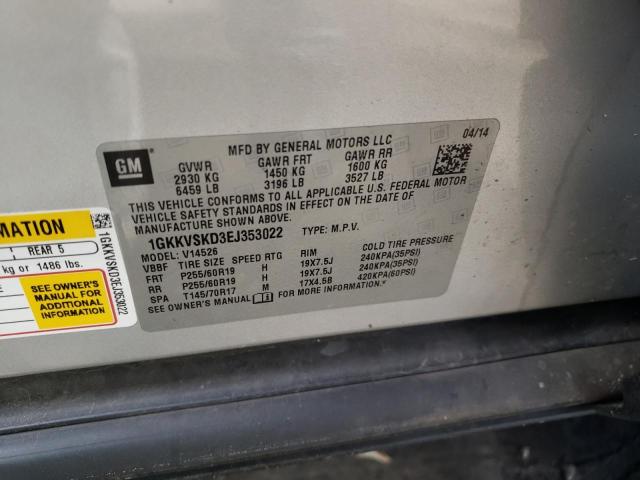 04/14
MFD BY GENERAL MOTORS LLC
GM
GVWR GAWR FRT GAWR RR
2930 KG 1450 KG 1600 KG
6459 LB 3196 LB 3527 LB
THIS VEHICLE CONFORMS TO ALL APPLICABLE U.S. FEDERAL MOTOR
VEHICLE SAFETY STANDARDS IN EFFECT ON THE DATE OF
MANUFACTURE SHOWN ABOVE.
1GKKVSKD3EJ353022 TYPE: M.P.V.
MODEL: V14526
VBBF TIRE SIZE SPEED RTG RIM COLD TIRE PRESSURE
FRT P255/60R19 H 19X7.5J 240KPA(35PSI)
RR P255/60R19 H 19X7.5J 240KPA(35PSI)
SPA T145/70R17 M 17X4.5B 420KPA(60PSI)
SEE OWNER'S MANUAL FOR MORE INFORMATION.
MATION
1 REAR 5
kg or 1486 lbs.
SEE OWNER'S
MANUAL FOR
ADDITIONAL
INFORMATION
1GKKVSKD3EJ353022